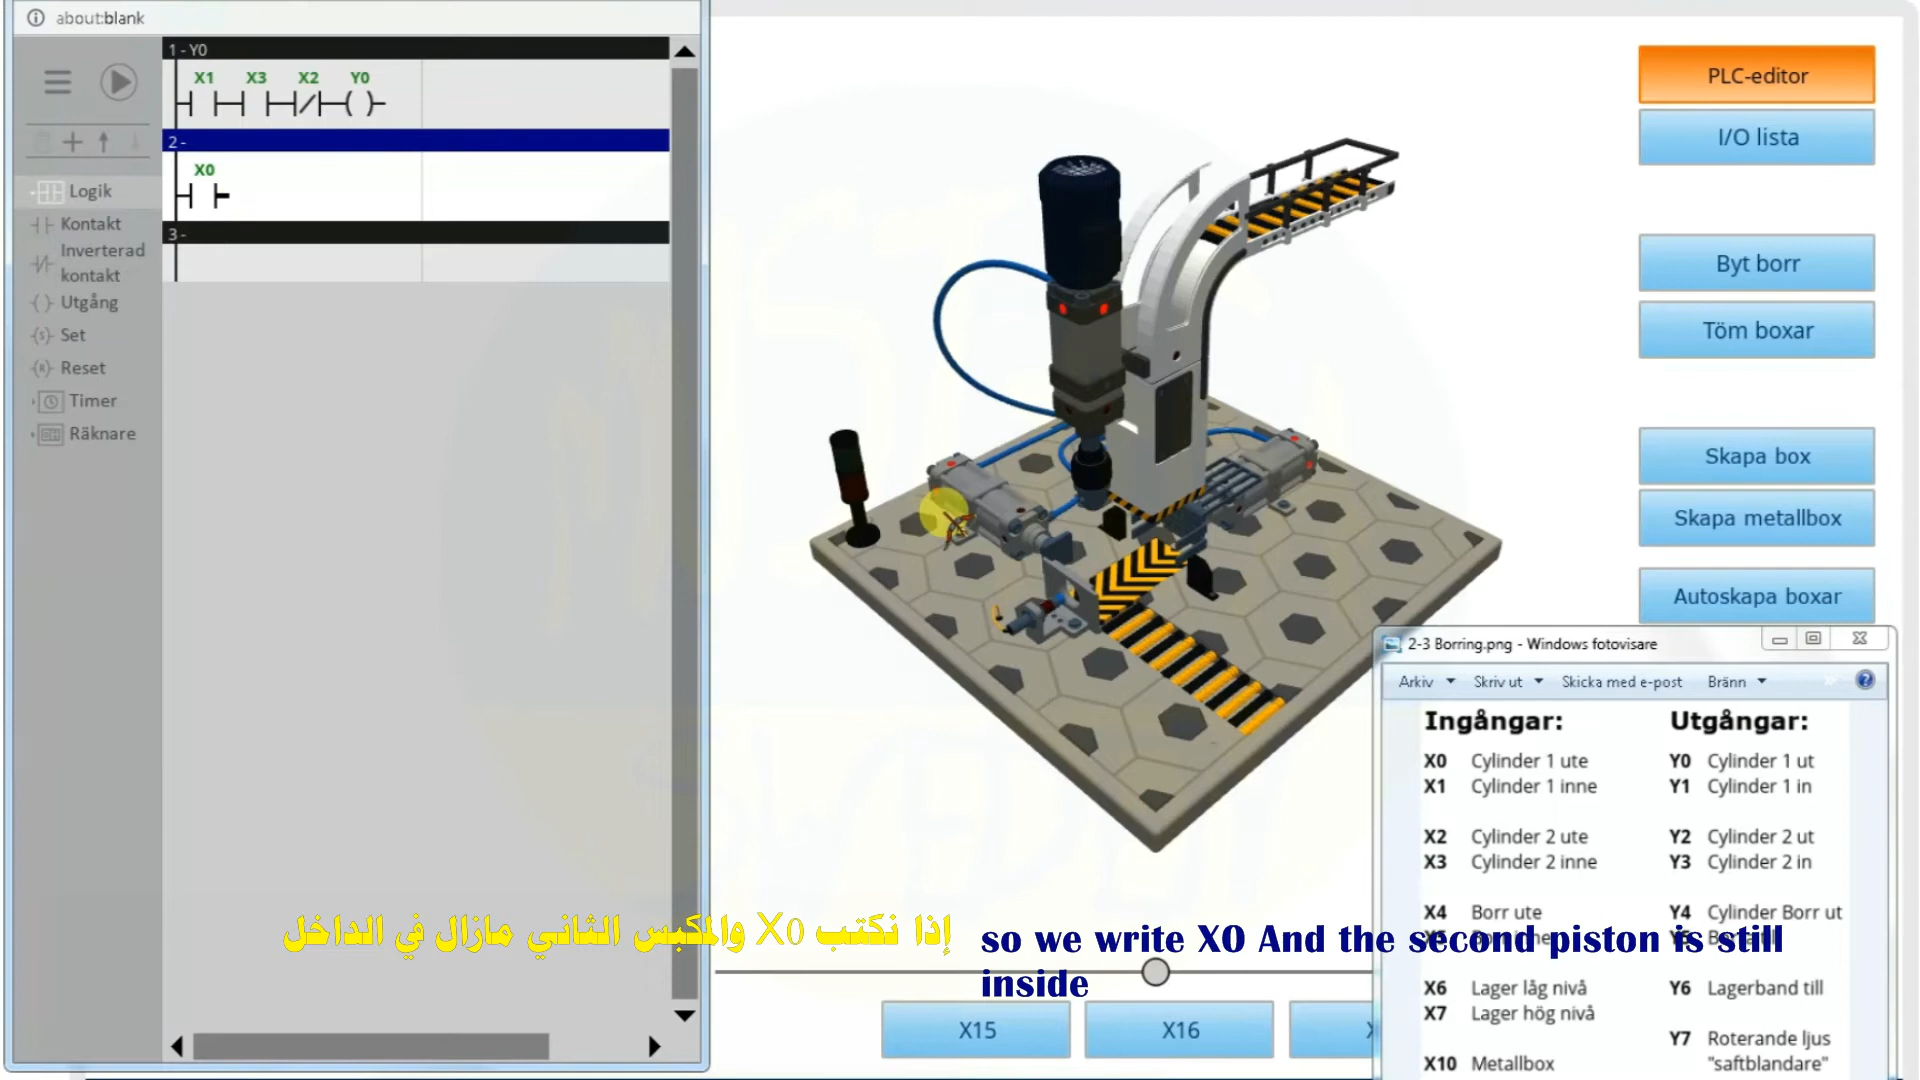 about:blank
1 - Y0
X1 X3 X2 Y0
2 -
X0
3 -
Logik
Kontakt
Inverterad
kontakt
Utgång
Set
Reset
Timer
Räknare
PLC-editor
I/O lista
Byt borr
Töm boxar
Skapa box
Skapa metallbox
Autoskapa boxar
2-3 Borring.png - Windows fotovisare
Arkiv Skriv ut Skicka med e-post Bränn
Ingångar: Utgångar:
X0 Cylinder 1 ute Y0 Cylinder 1 ut
X1 Cylinder 1 inne Y1 Cylinder 1 in
X2 Cylinder 2 ute Y2 Cylinder 2 ut
X3 Cylinder 2 inne Y3 Cylinder 2 in
X4 Borr ute Y4 Cylinder Borr ut
إذا نكتب X0 والمكبس الثاني مازال في الداخل
so we write X0 And the second piston is still
inside
X6 Lager låg nivå Y6 Lagerband till
X7 Lager hög nivå
Y7 Roterande ljus
"saftblandare"
X10 Metallbox
X15
X16